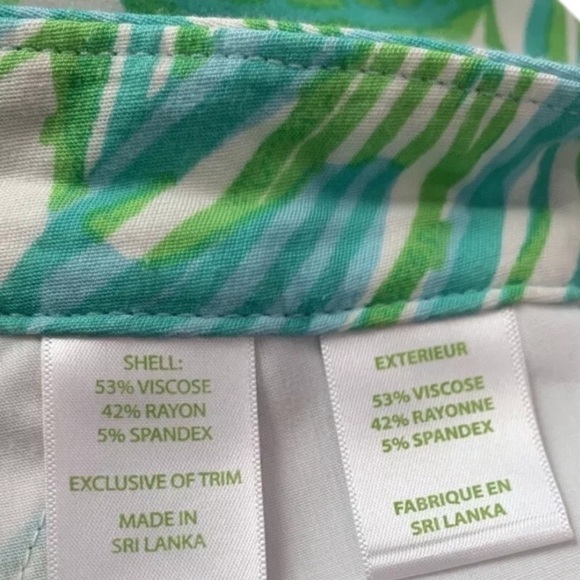 SHELL:
53% VISCOSE
42% RAYON
5% SPANDEX
EXCLUSIVE OF TRIM
MADE IN
SRI LANKA
EXTERIEUR
53% VISCOSE
42% RAYONNE
5% SPANDEX
FABRIQUE EN
SRI LANKA